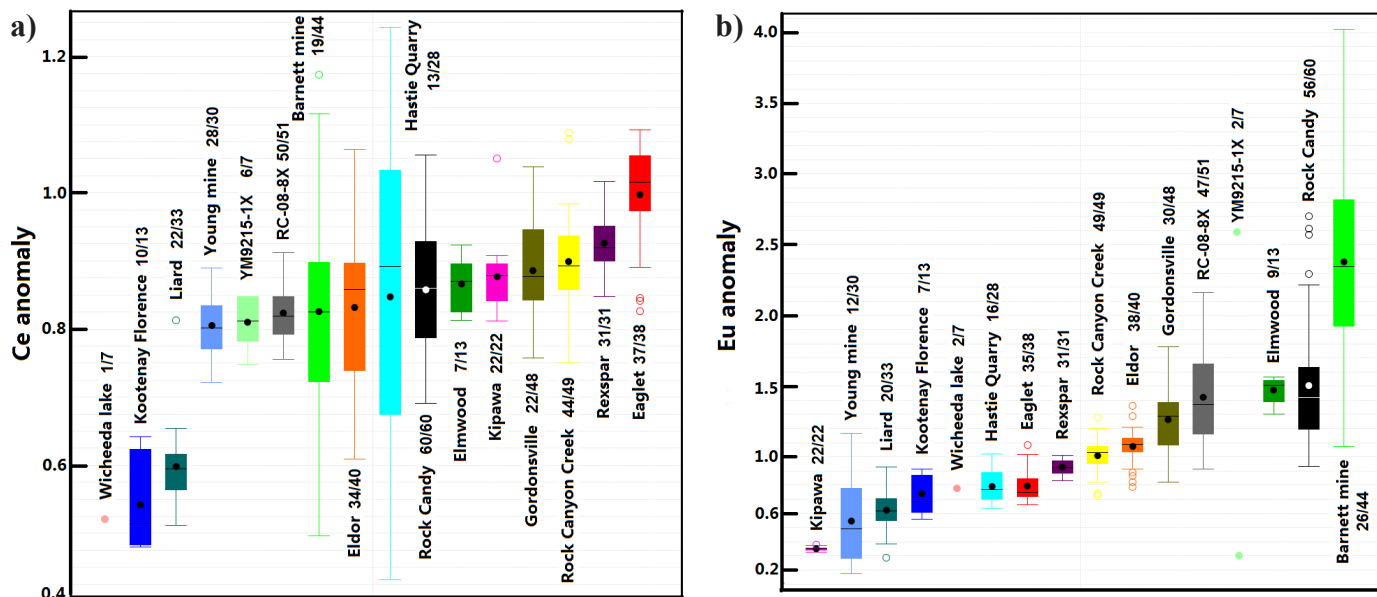 a)
Ce anomaly
1.2
1.0
0.8
0.6
0.4
Wicheeda lake 1/7
Kootenay Florence 10/13
Liard 22/33
Young mine 28/30
YM9215-1X 6/7
RC-08-8X 50/51
Barnett mine
19/44
Eldor 34/40
Hastie Quarry
13/28
Rock Candy 60/60
Elmwood 7/13
Kipawa 22/22
Gordonsville 22/48
Rock Canyon Creek 44/49
Rexspar 31/31
Eaglet 37/38
b)
Eu anomaly
4.0
3.5
3.0
2.5
2.0
1.5
1.0
0.6
0.2
Kipawa 22/22
Young mine 12/30
Liard 20/33
Kootenay Florence 7/13
Wicheeda lake 2/7
Hastie Quarry 16/28
Eaglet 35/38
Rexspar 31/31
Rock Canyon Creek 49/49
Eldor 38/40
Gordonsville 30/48
RC-08-8X 47/51
YM9215-1X 2/7
Elmwood 9/13
Rock Candy 56/60
Barnett mine
26/44